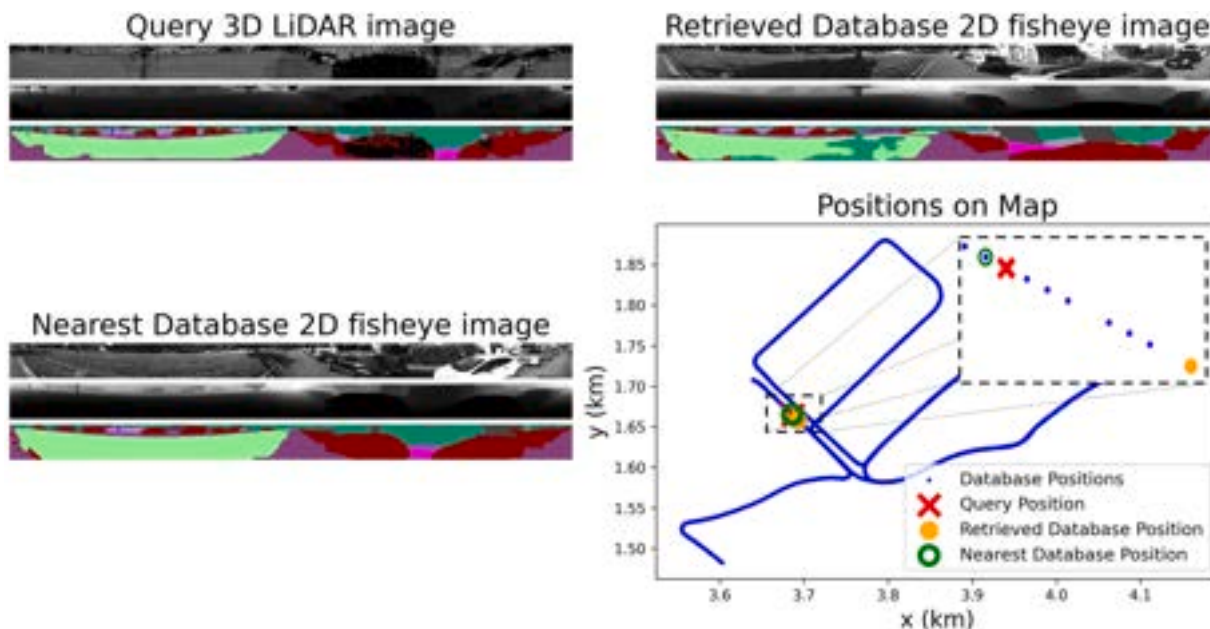 Query 3D LiDAR image
Retrieved Database 2D fisheye image
Nearest Database 2D fisheye image
Positions on Map
y (km)
1.85
1.80
1.75
1.70
1.65
1.60
1.55
1.50
Database Positions
Query Position
Retrieved Database Position
Nearest Database Position
3.6 3.7 3.8 3.9 4.0 4.1
x (km)